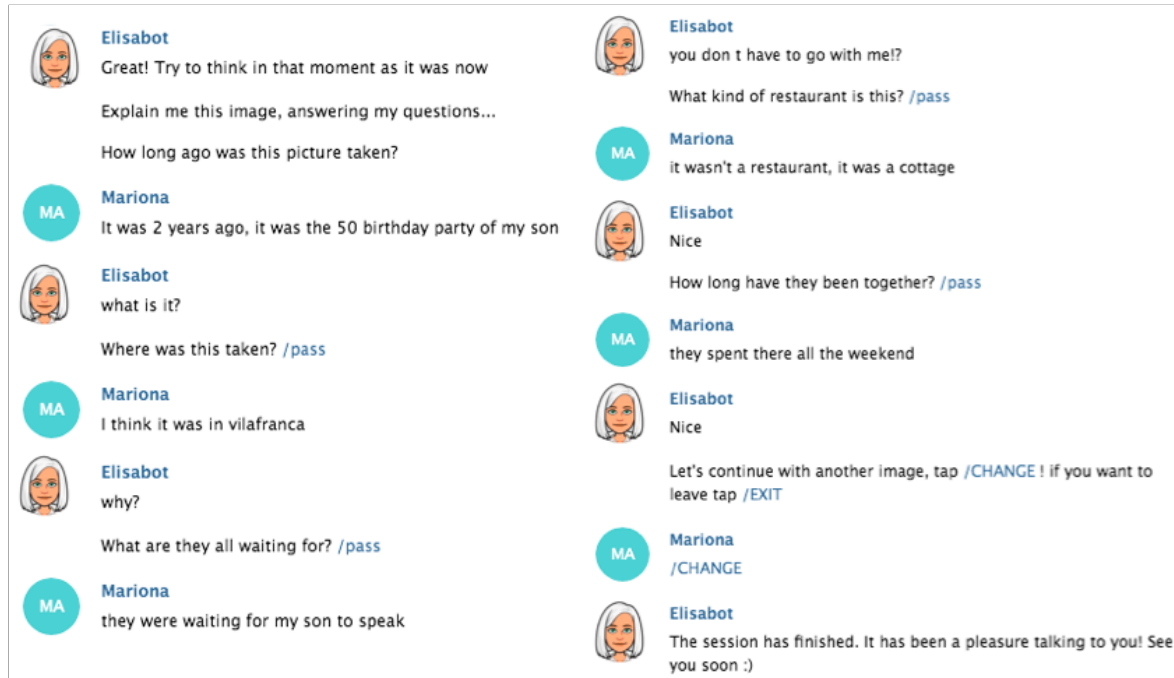 Elisabot
Great! Try to think in that moment as it was now
Explain me this image, answering my questions...
How long ago was this picture taken?
MA
Mariona
It was 2 years ago, it was the 50 birthday party of my son
Elisabot
what is it?
Where was this taken? /pass
MA
Mariona
I think it was in vilafranca
Elisabot
why?
What are they all waiting for? /pass
MA
Mariona
they were waiting for my son to speak
Elisabot
you don t have to go with me!?
What kind of restaurant is this? /pass
MA
Mariona
it wasn't a restaurant, it was a cottage
Elisabot
Nice
How long have they been together? /pass
MA
Mariona
they spent there all the weekend
Elisabot
Nice
Let's continue with another image, tap /CHANGE ! if you want to
leave tap /EXIT
MA
Mariona
/CHANGE
Elisabot
The session has finished. It has been a pleasure talking to you! See
you soon :)